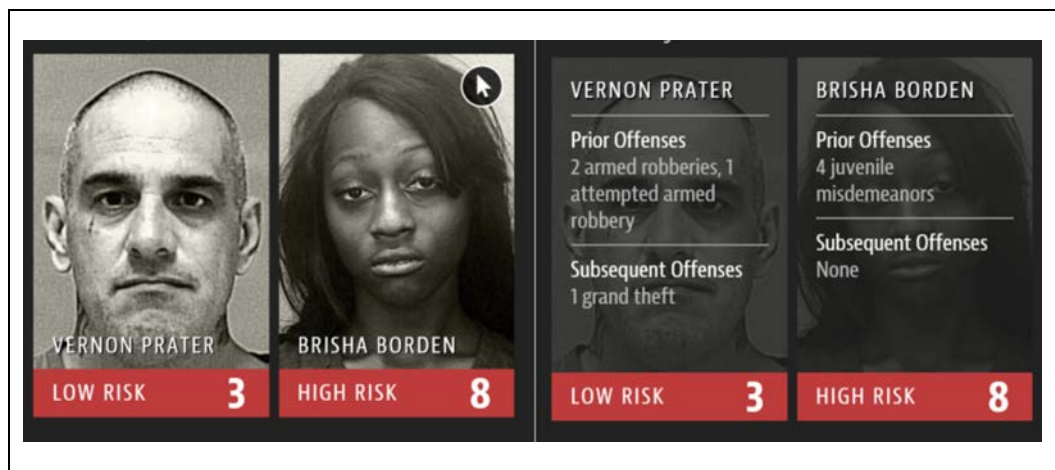 VERNON PRATER
LOW RISK 3
BRISHA BORDEN
HIGH RISK 8
VERNON PRATER
Prior Offenses
2 armed robberies, 1
attempted armed
robbery
Subsequent Offenses
1 grand theft
LOW RISK 3
BRISHA BORDEN
Prior Offenses
4 juvenile
misdemeanors
Subsequent Offenses
None
HIGH RISK 8